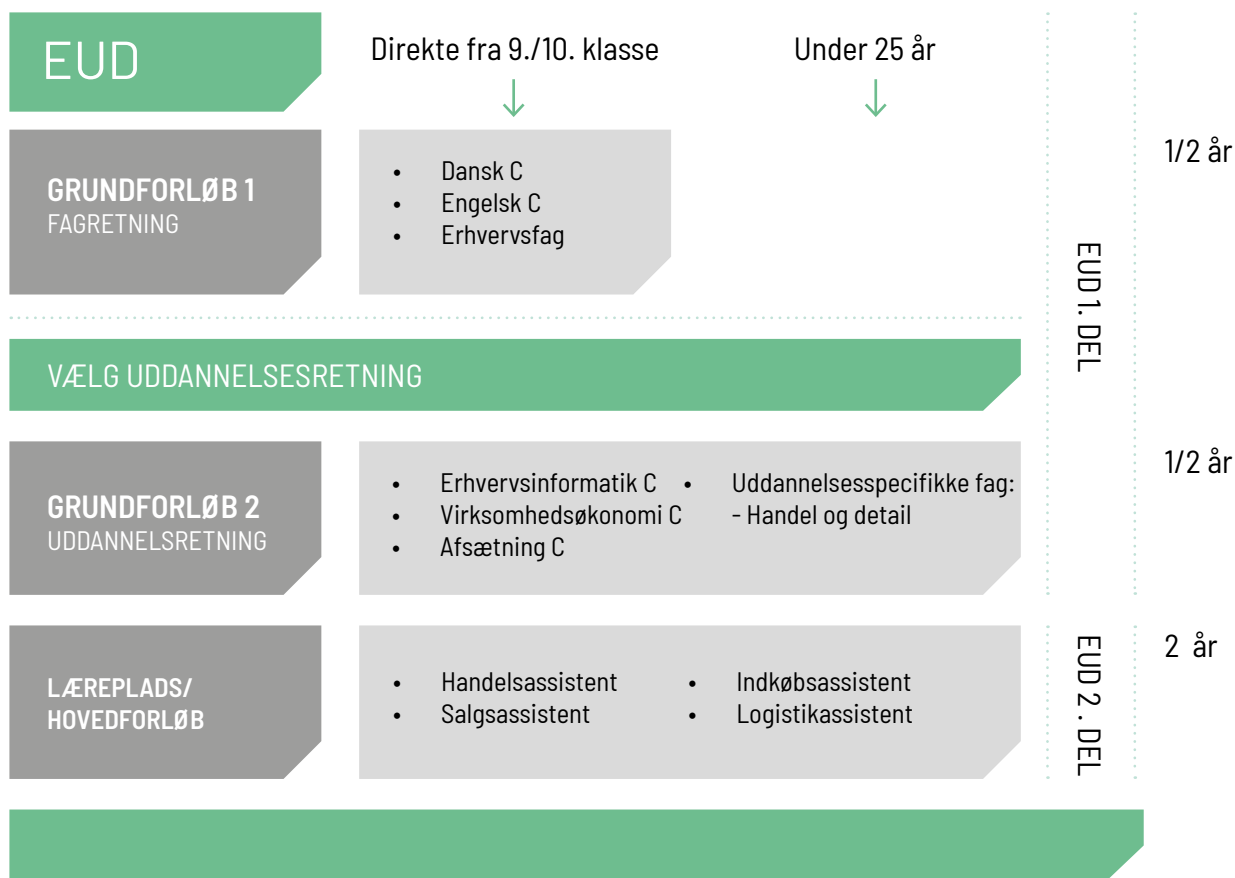 EUD
Direkte fra 9./10. klasse
Under 25 år
GRUNDFORLØB 1
FAGRETNING
• Dansk C
• Engelsk C
• Erhvervsfag
1/2 år
EUD 1. DEL
VÆLG UDDANNELSESRETNING
GRUNDFORLØB 2
UDDANNELSRETNING
• Erhvervsinformatik C
• Virksomhedsøkonomi C
• Afsætning C
• Uddannelsesspecifikke fag:
- Handel og detail
1/2 år
LÆREPLADS/
HOVEDFORLØB
• Handelsassistent
• Salgsassistent
• Indkøbsassistent
• Logistikassistent
EUD 2 . DEL
2 år